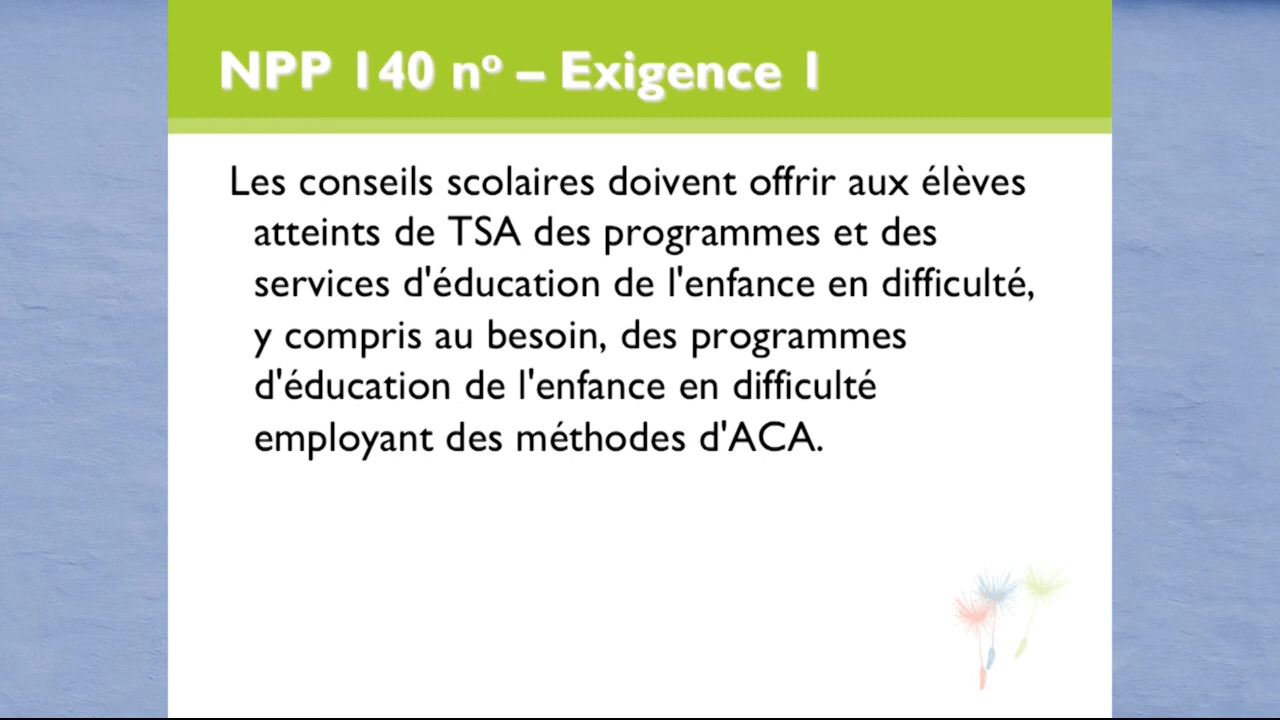 NPP 140 nº – Exigence 1
Les conseils scolaires doivent offrir aux élèves
atteints de TSA des programmes et des
services d'éducation de l'enfance en difficulté,
y compris au besoin, des programmes
d'éducation de l'enfance en difficulté
employant des méthodes d'ACA.